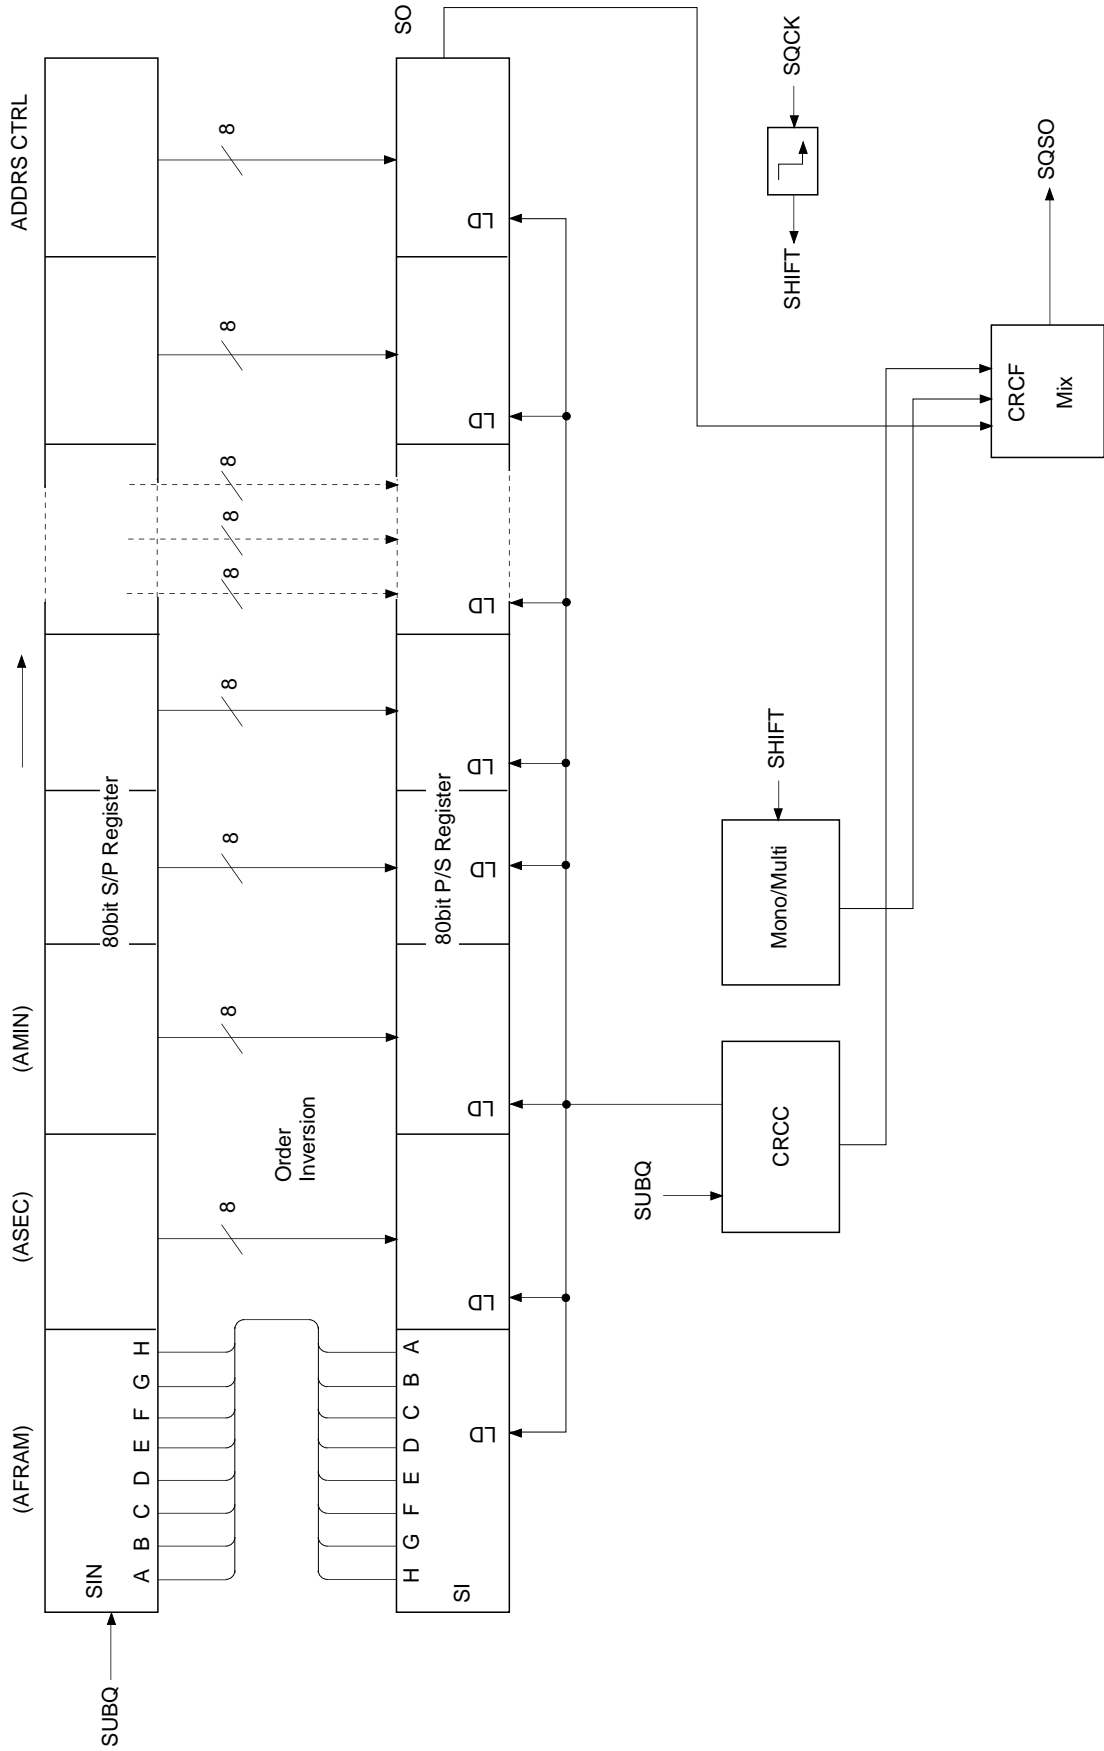 (AFRAM)
(ASEC)
(AMIN)
ADDRS CTRL
SUBQ
SIN
A B C D E F G H
80bit S/P Register
8
8
8
8
8
8
8
8
8
Order
Inversion
H G F E D C B A
SI
80bit P/S Register
SO
LD
LD
LD
LD
LD
LD
LD
LD
SUBQ
CRCC
Mono/Multi
SHIFT
SHIFT
SQCK
CRCF
Mix
SQSO